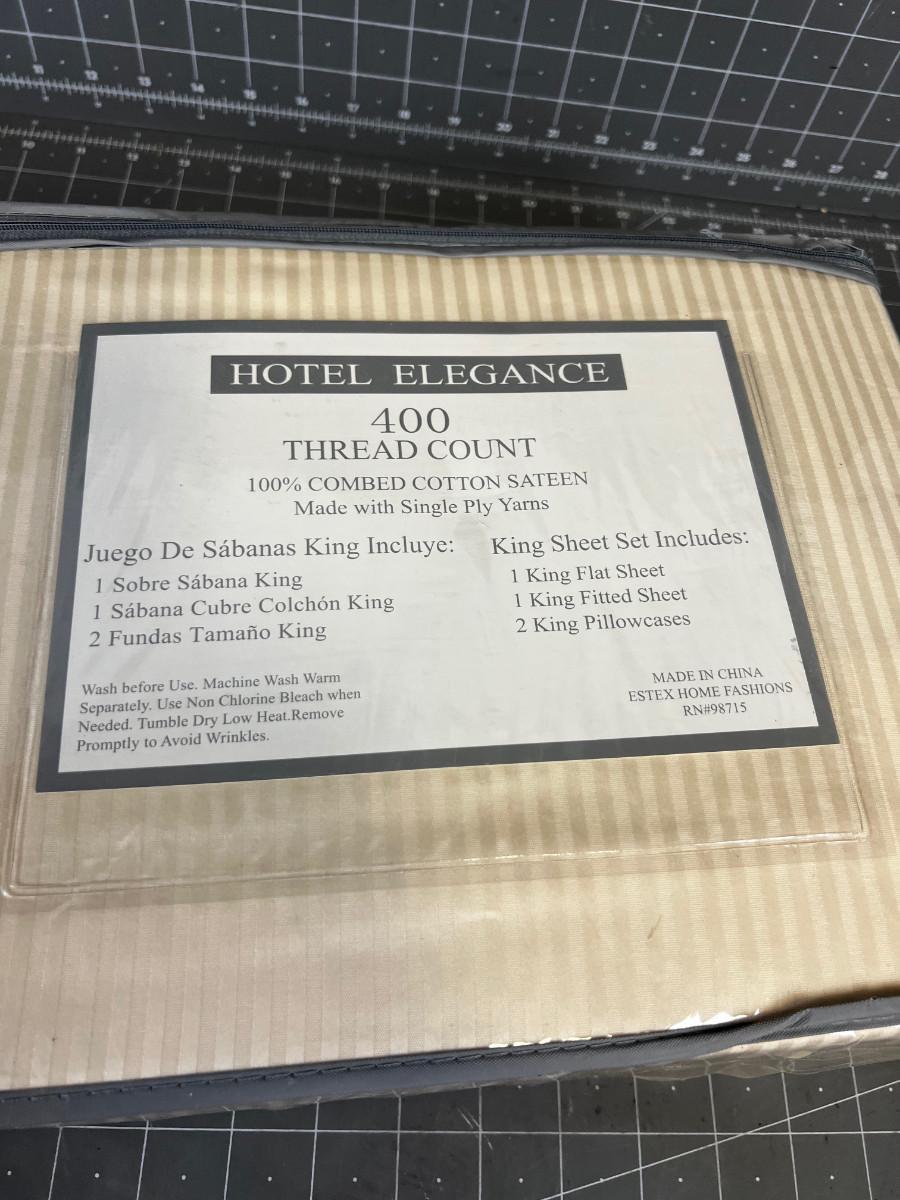 HOTEL ELEGANCE
400
THREAD COUNT
100% COMBED COTTON SATEEN
Made with Single Ply Yarns
Juego De Sábanas King Incluye:
1 Sobre Sábana King
1 Sábana Cubre Colchón King
2 Fundas Tamaño King
King Sheet Set Includes:
1 King Flat Sheet
1 King Fitted Sheet
2 King Pillowcases
Wash before Use. Machine Wash Warm
Separately. Use Non Chlorine Bleach when
Needed. Tumble Dry Low Heat.Remove
Promptly to Avoid Wrinkles.
MADE IN CHINA
ESTEX HOME FASHIONS
RN#98715